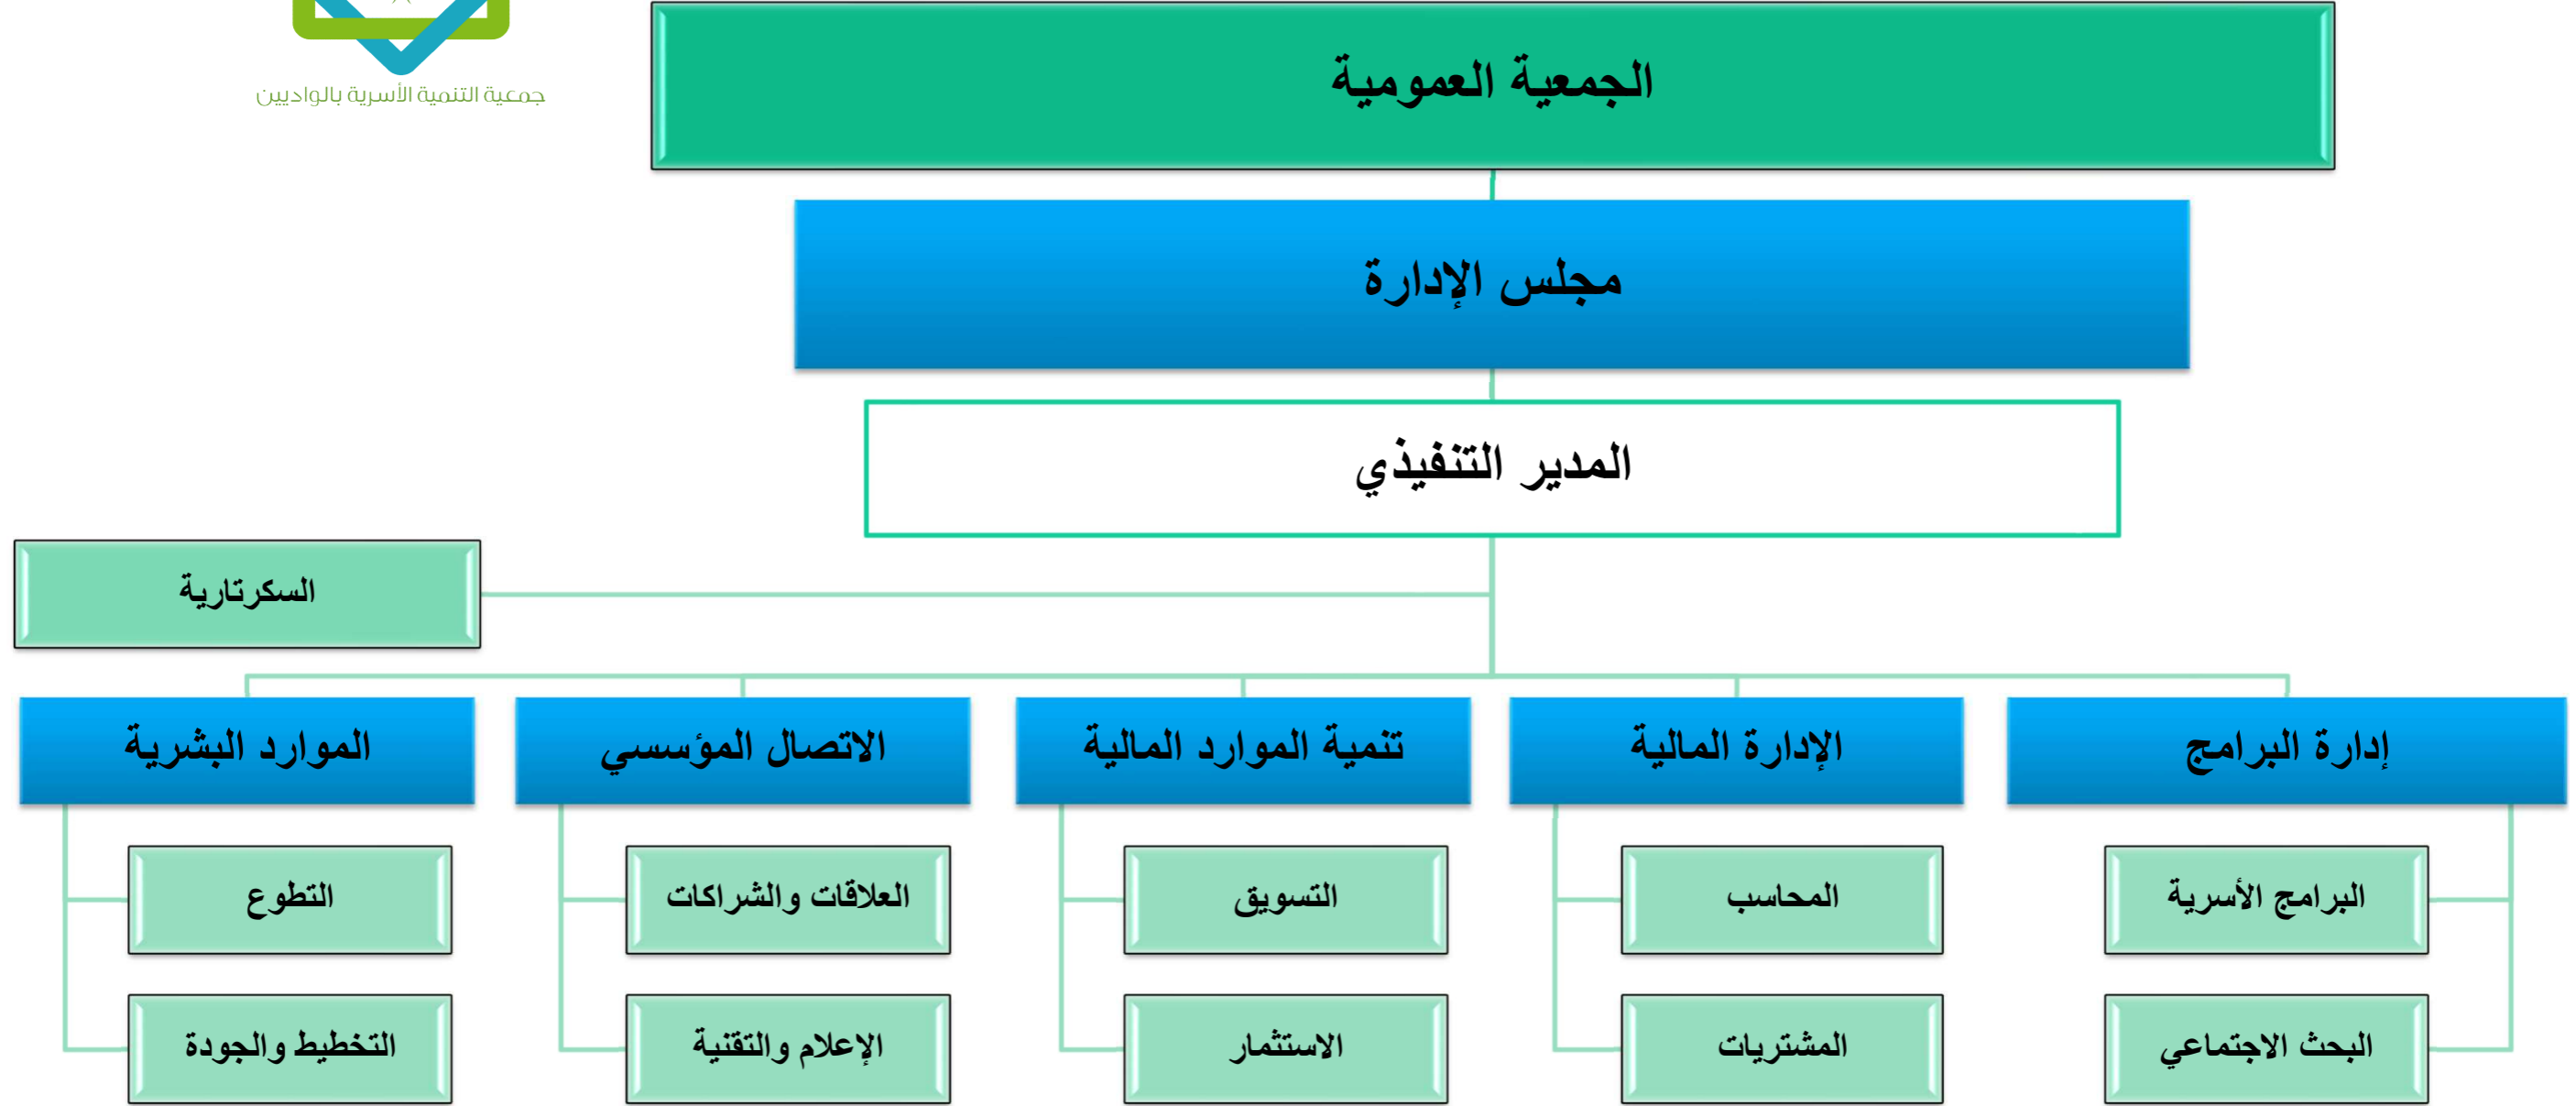 جمعية التنمية الأسرية بالواديين
الجمعية العمومية
مجلس الإدارة
المدير التنفيذي
السكرتارية
إدارة البرامج
الإدارة المالية
تنمية الموارد المالية
الاتصال المؤسسي
الموارد البشرية
البرامج الأسرية
المحاسب
التسويق
العلاقات والشراكات
التطوع
البحث الاجتماعي
المشتريات
الاستثمار
الإعلام والتقنية
التخطيط والجودة